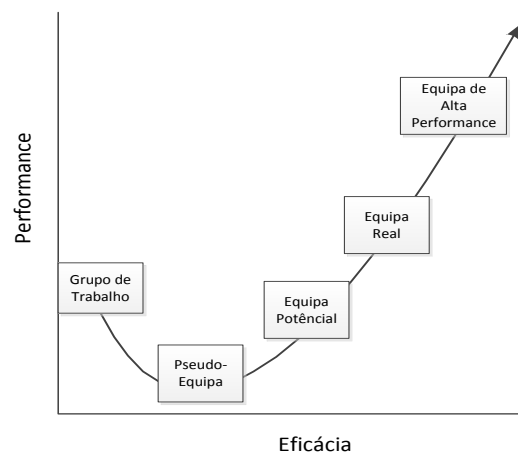 Equipa de
Alta
Performance
Performance
Equipa
Real
Grupo de
Trabalho
Equipa
Potêncial
Pseudo-
Equipa
Eficácia